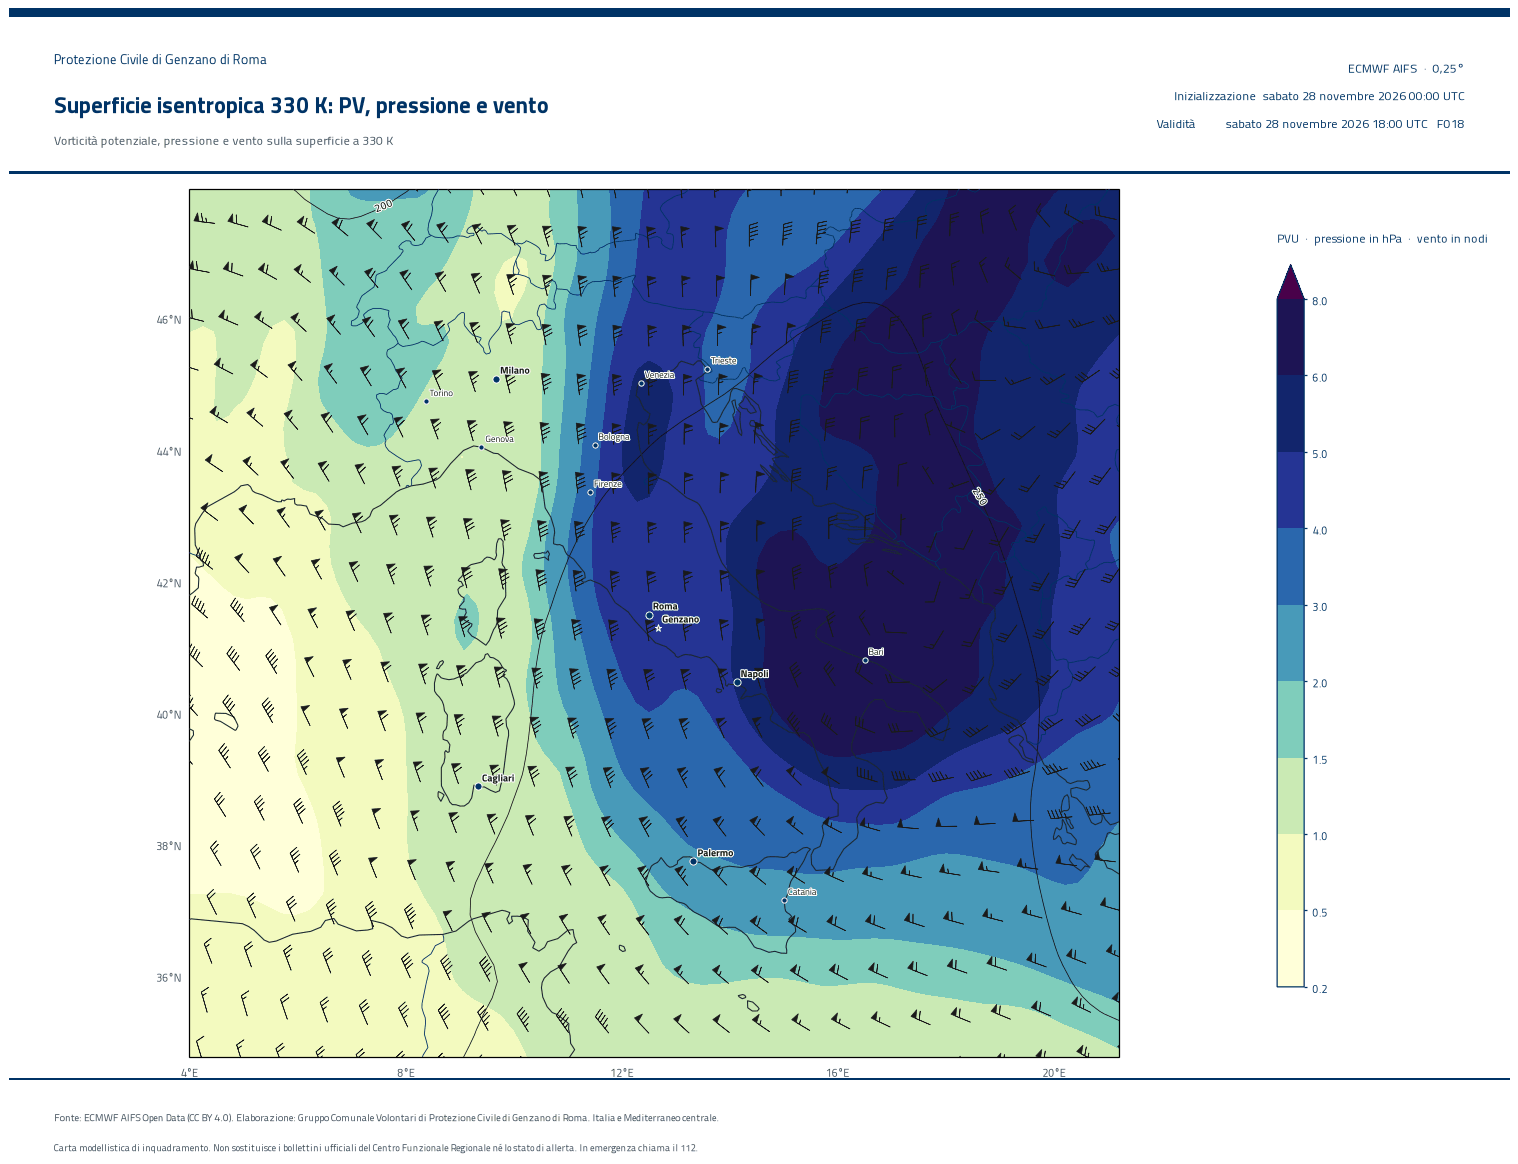 Protezione Civile di Genzano di Roma
Superficie isentropica 330 K: PV, pressione e vento
Vorticità potenziale, pressione e vento sulla superficie a 330 K
ECMWF AIFS · 0,25°
Inizializzazione sabato 28 novembre 2026 00:00 UTC
Validità sabato 28 novembre 2026 18:00 UTC F018
PVU · pressione in hPa · vento in nodi
8.0
6.0
5.0
4.0
3.0
2.0
1.5
1.0
0.5
0.2
200
250
46°N
44°N
42°N
40°N
38°N
36°N
4°E
8°E
12°E
16°E
20°E
Trieste
Venezia
Milano
Torino
Genova
Bologna
Firenze
Roma
Genzano
Bari
Napoli
Cagliari
Palermo
Catania
Fonte: ECMWF AIFS Open Data (CC BY 4.0). Elaborazione: Gruppo Comunale Volontari di Protezione Civile di Genzano di Roma. Italia e Mediterraneo centrale.
Carta modellistica di inquadramento. Non sostituisce i bollettini ufficiali del Centro Funzionale Regionale né lo stato di allerta. In emergenza chiama il 112.